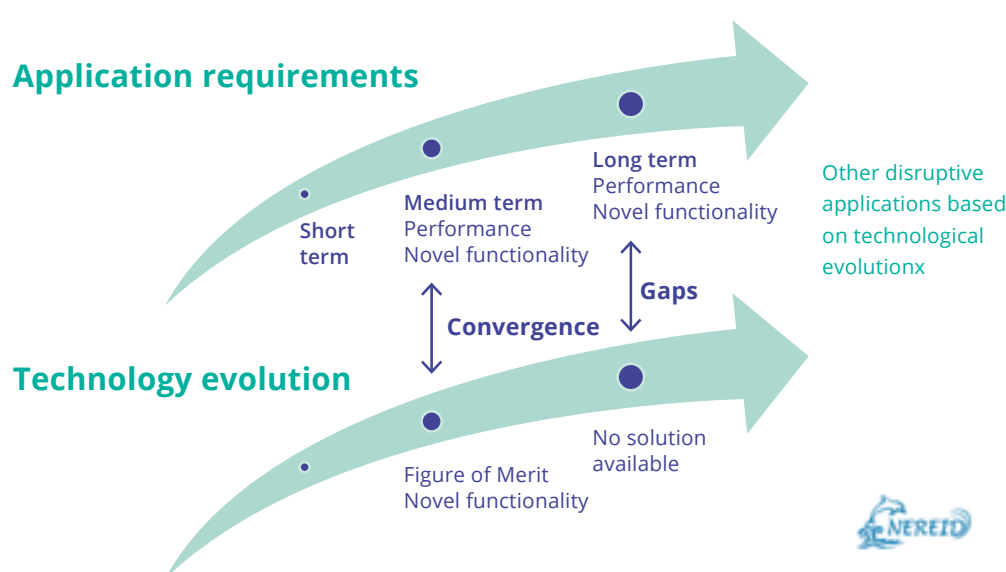 Application requirements
Short
term
Medium term
Performance
Novel functionality
Long term
Performance
Novel functionality
Other disruptive
applications based
on technological
evolutionx
Convergence
Gaps
Technology evolution
Figure of Merit
Novel functionality
No solution
available
NEREID